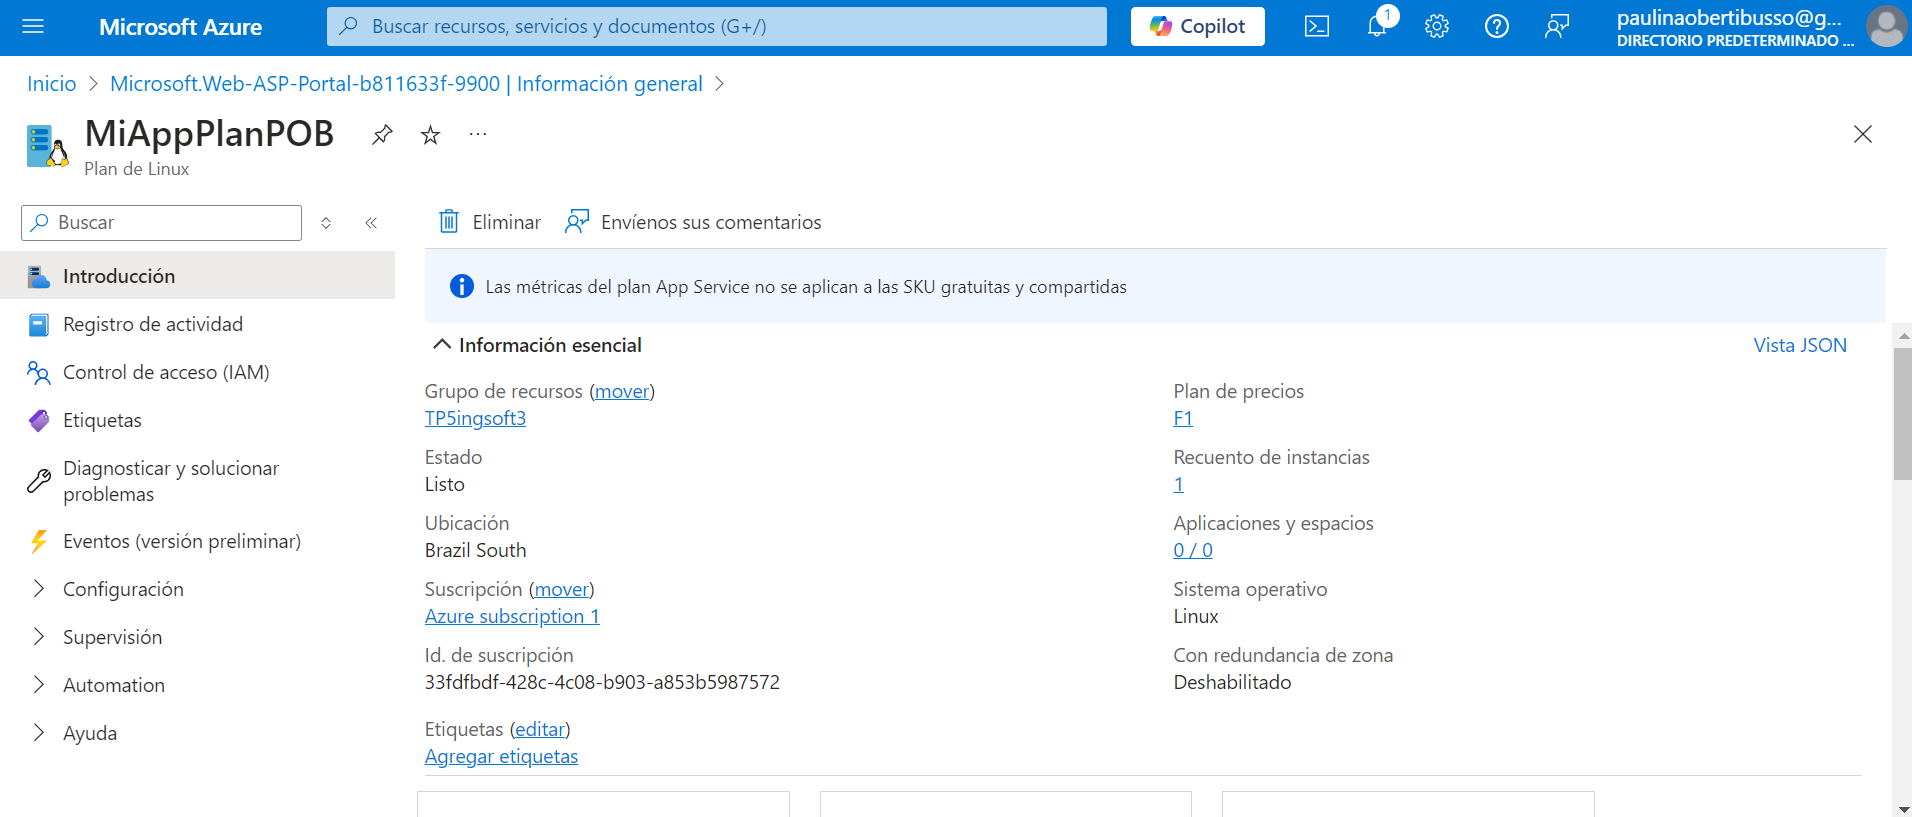 Microsoft Azure
Buscar recursos, servicios y documentos (G+/)
Copilot
1
paulinaobertibusso@g...
DIRECTORIO PREDETERMINADO ...
Inicio > Microsoft.Web-ASP-Portal-b811633f-9900 | Información general >
MiAppPlanPOB
...
Plan de Linux
Buscar
Introducción
Registro de actividad
Control de acceso (IAM)
Etiquetas
Diagnosticar y solucionar
problemas
Eventos (versión preliminar)
Configuración
Supervisión
Automation
Ayuda
Eliminar
Envíenos sus comentarios
Las métricas del plan App Service no se aplican a las SKU gratuitas y compartidas
Información esencial
Vista JSON
Grupo de recursos (mover)
TP5ingsoft3
Estado
Listo
Ubicación
Brazil South
Suscripción (mover)
Azure subscription 1
Id. de suscripción
33fdfbdf-428c-4c08-b903-a853b5987572
Etiquetas (editar)
Agregar etiquetas
Plan de precios
F1
Recuento de instancias
1
Aplicaciones y espacios
0 / 0
Sistema operativo
Linux
Con redundancia de zona
Deshabilitado